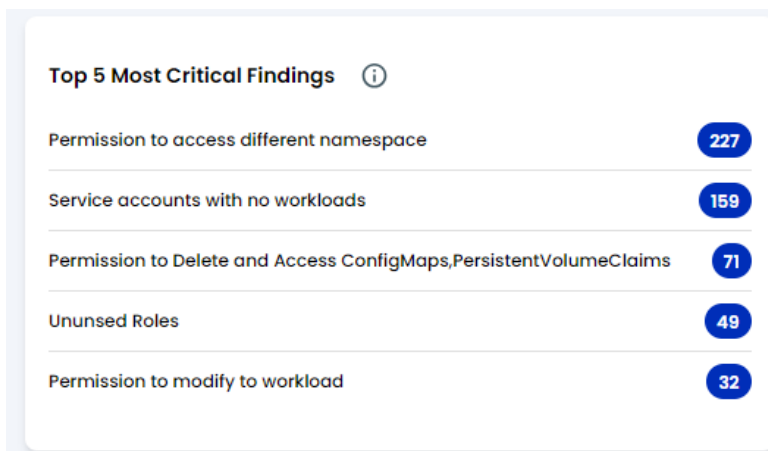 Top 5 Most Critical Findings
Permission to access different namespace 227
Service accounts with no workloads 159
Permission to Delete and Access ConfigMaps,PersistentVolumeClaims 71
Ununsed Roles 49
Permission to modify to workload 32